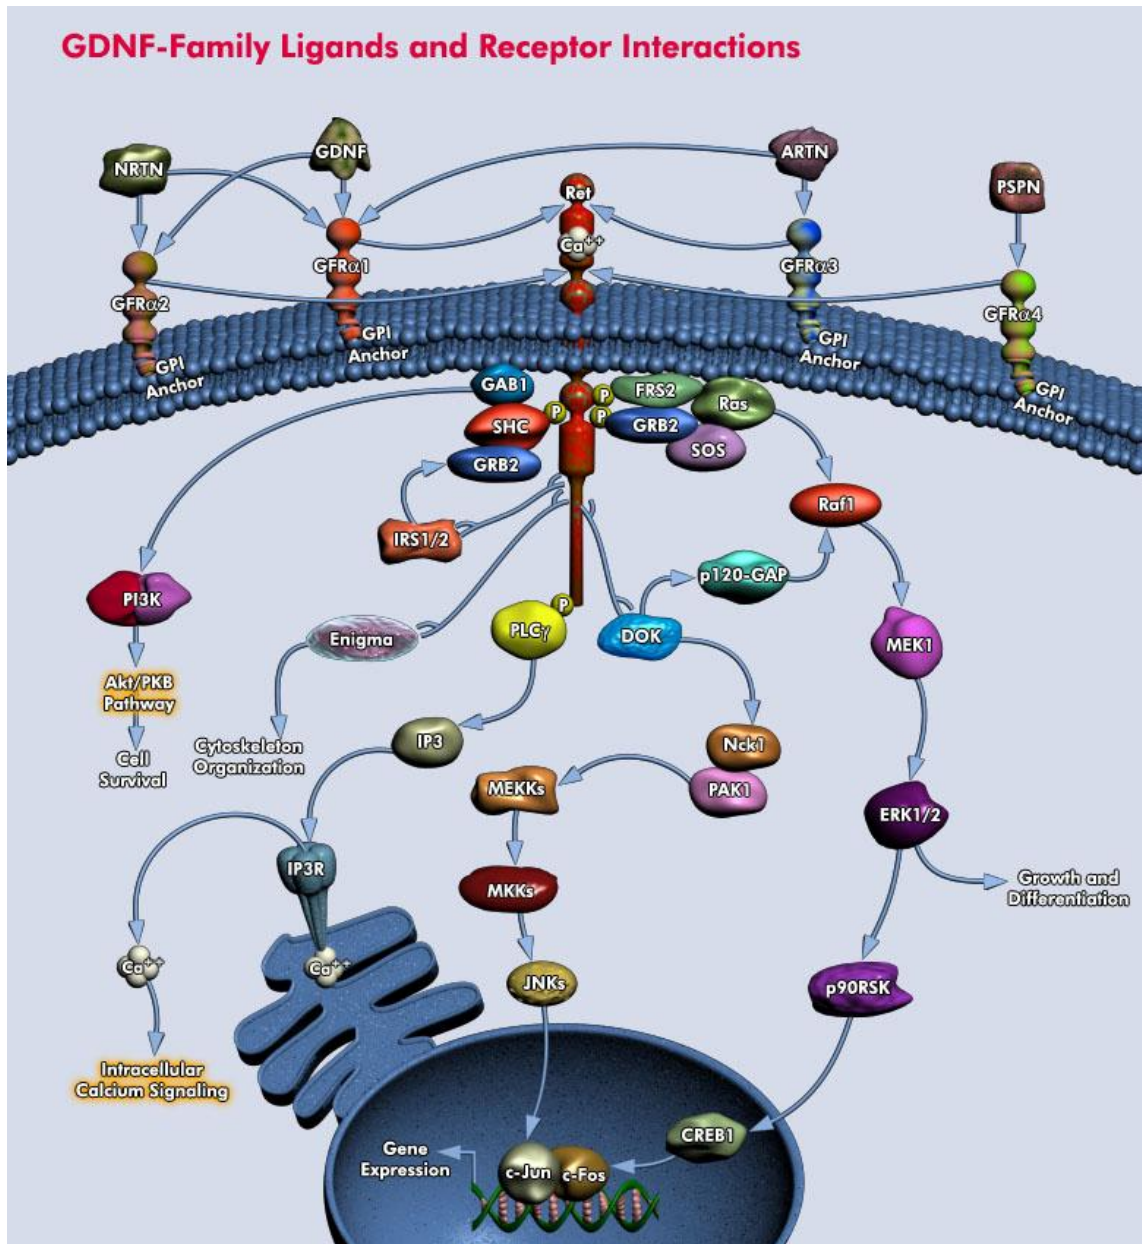 GDNF-Family Ligands and Receptor Interactions
NRTN
GDNF
ARTN
PSPN
Ret
Ca++
GFRα1
GFRα3
GFRα2
GFRα4
GPI
Anchor
GPI
Anchor
GPI
Anchor
GPI
Anchor
GAB1
FRS2
Ras
P
P
P
SHC
GRB2
SOS
GRB2
Raf1
IRS1/2
p120-GAP
PI3K
P
PLCγ
DOK
Enigma
MEK1
Akt/PKB
Pathway
Cell
Survival
Cytoskeleton
Organization
IP3
Nck1
MEKKs
PAK1
ERK1/2
IP3R
MKKs
Growth and
Differentiation
Ca++
Ca++
JNKs
p90RSK
Intracellular
Calcium Signaling
CREB1
Gene
Expression
c-Jun
c-Fos